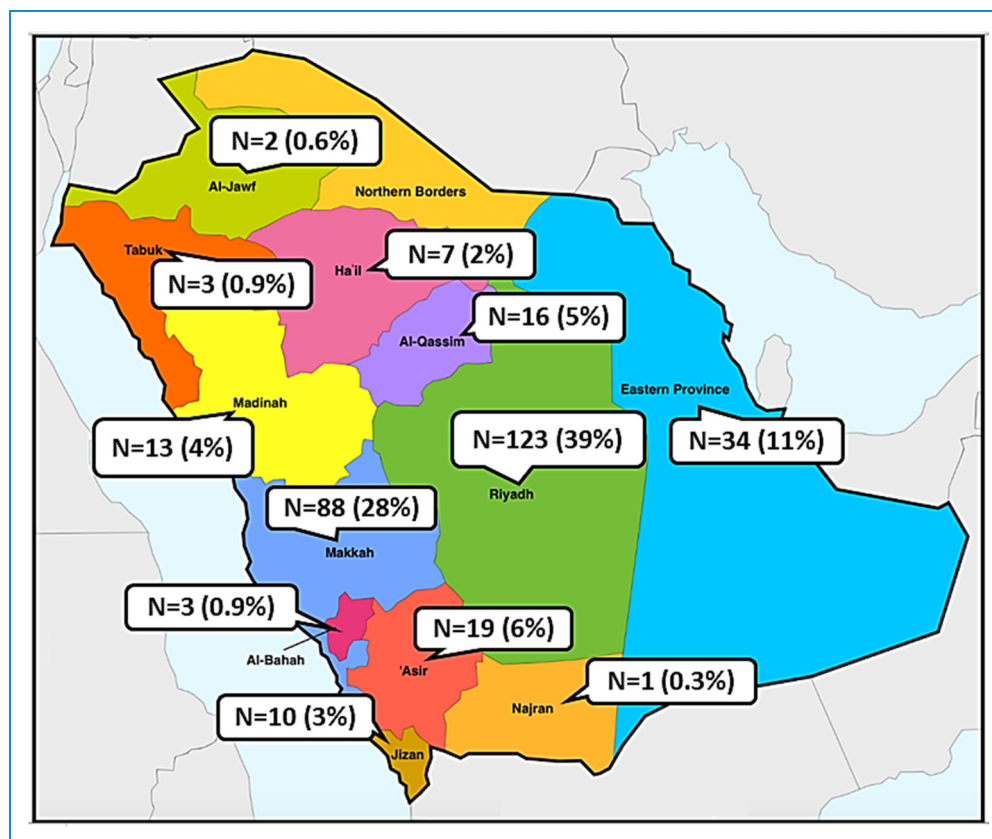 N=2 (0.6%)
Al-Jawf
Northern Borders
Tabuk
N=3 (0.9%)
Ha'il
N=7 (2%)
N=16 (5%)
Al-Qassim
Eastern Province
N=34 (11%)
Madinah
N=13 (4%)
N=123 (39%)
Riyadh
N=88 (28%)
Makkah
N=3 (0.9%)
Al-Bahah
N=19 (6%)
'Asir
N=1 (0.3%)
Najran
N=10 (3%)
Jizan